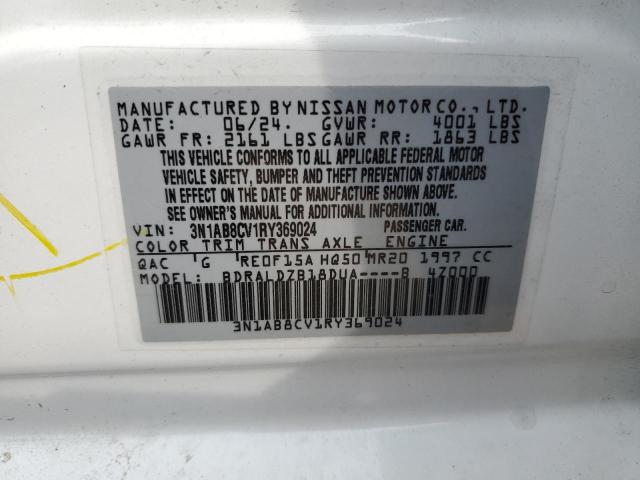 MANUFACTURED BY NISSAN MOTOR CO., LTD.
DATE: 06/24. GVWR: 4001 LBS
GAWR FR: 2161 LBS GAWR RR: 1863 LBS
THIS VEHICLE CONFORMS TO ALL APPLICABLE FEDERAL MOTOR
VEHICLE SAFETY, BUMPER AND THEFT PREVENTION STANDARDS
IN EFFECT ON THE DATE OF MANUFACTURE SHOWN ABOVE.
SEE OWNER'S MANUAL FOR ADDITIONAL INFORMATION.
VIN: 3N1AB8CV1RY369024 PASSENGER CAR.
COLOR TRIM TRANS AXLE ENGINE
QAC 'G 'RE0F15A HQ50 MR20 1997 CC
MODEL: BDRALDZB18DUA----B 4Z000
3N1AB8CV1RY369024